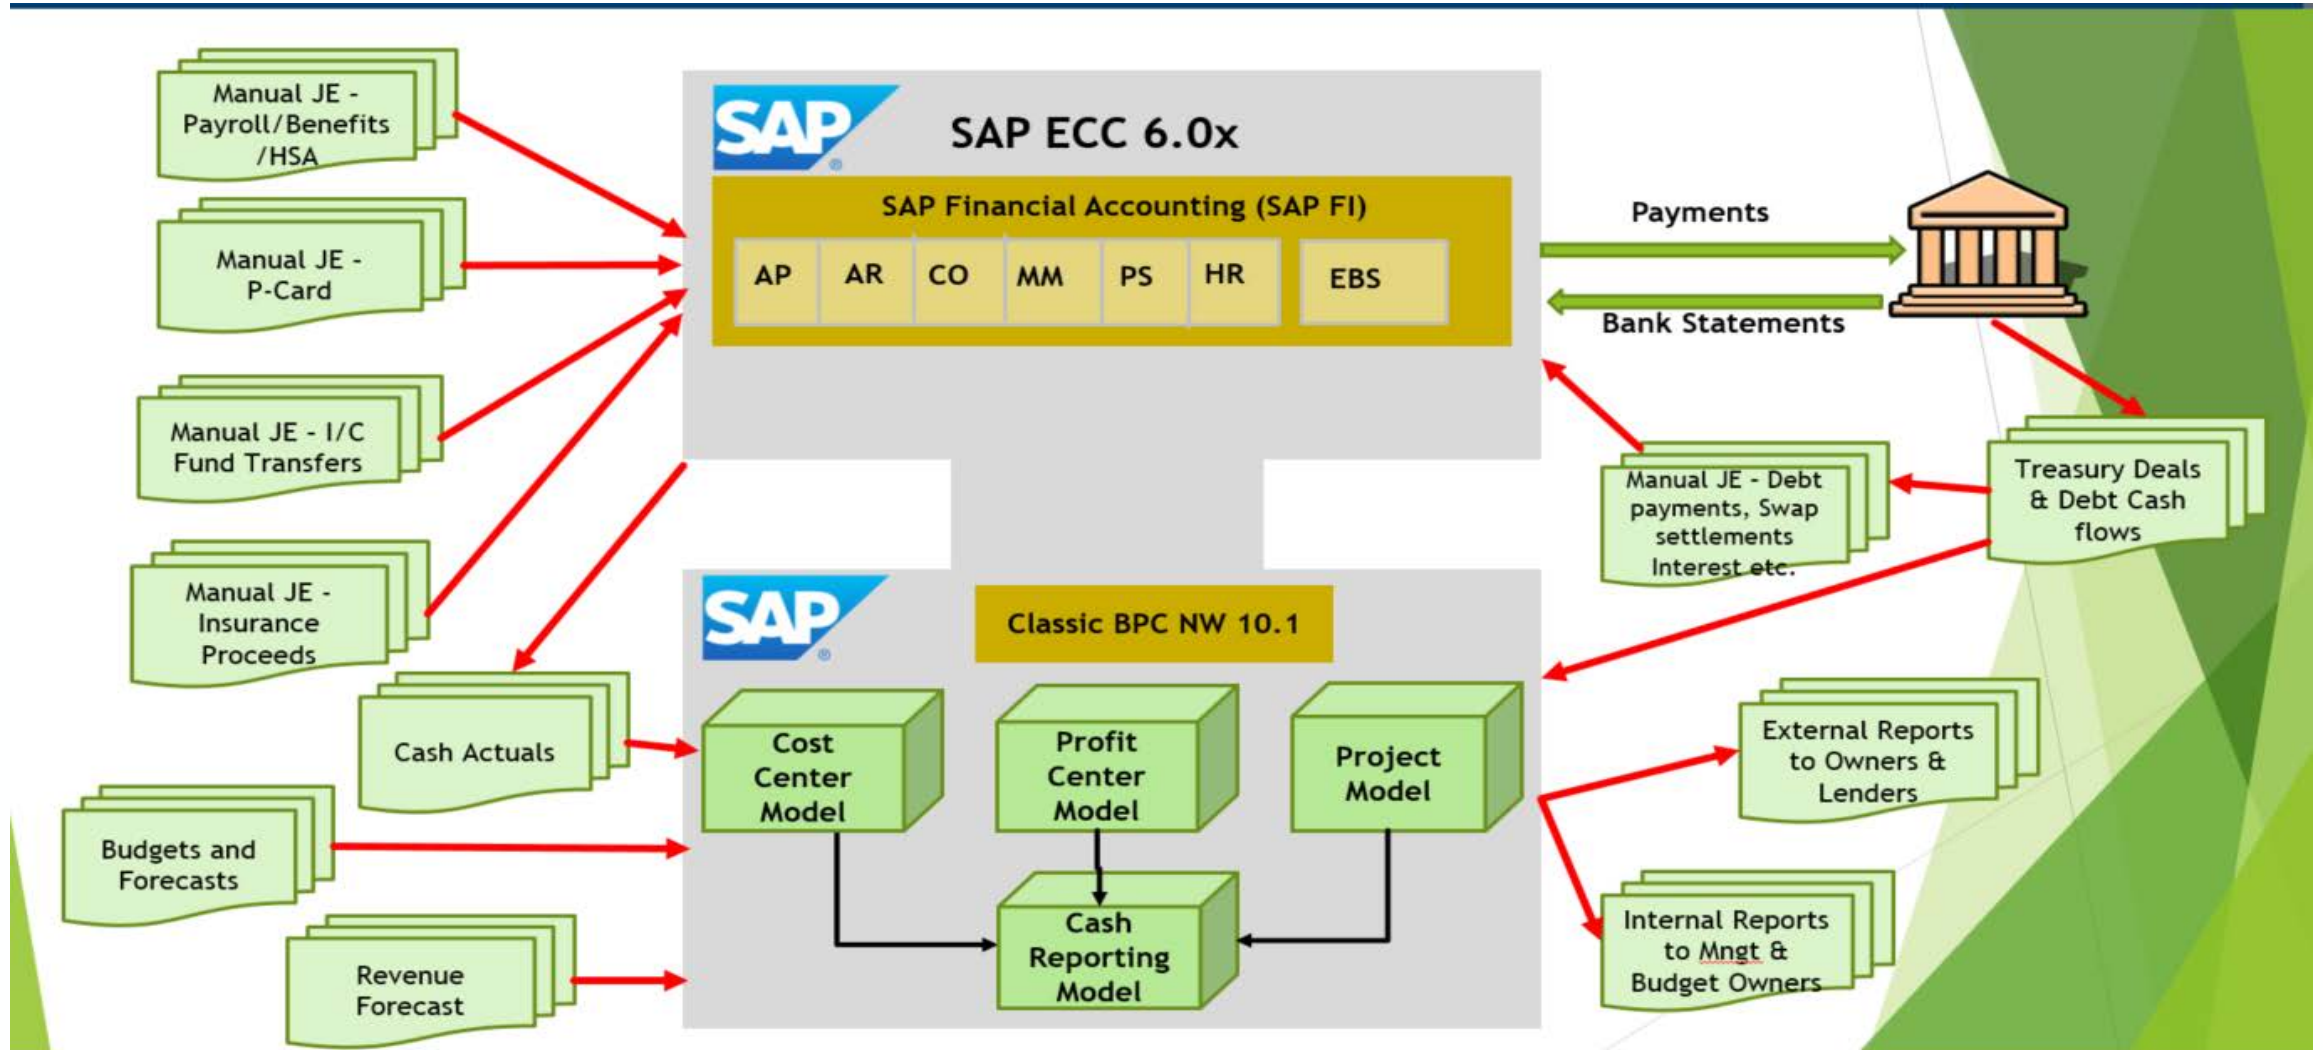 Manual JE -
Payroll/Benefits
/HSA
Manual JE -
P-Card
Manual JE - I/C
Fund Transfers
Manual JE -
Insurance
Proceeds
Cash Actuals
Budgets and
Forecasts
Revenue
Forecast
SAP
®
SAP ECC 6.0x
SAP Financial Accounting (SAP FI)
AP AR CO MM PS HR EBS
Payments
Bank Statements
Manual JE - Debt
payments, Swap
settlements
Interest etc.
Treasury Deals
& Debt Cash
flows
SAP
®
Classic BPC NW 10.1
Cost
Center
Model
Profit
Center
Model
Project
Model
Cash
Reporting
Model
External Reports
to Owners &
Lenders
Internal Reports
to Mngt &
Budget Owners